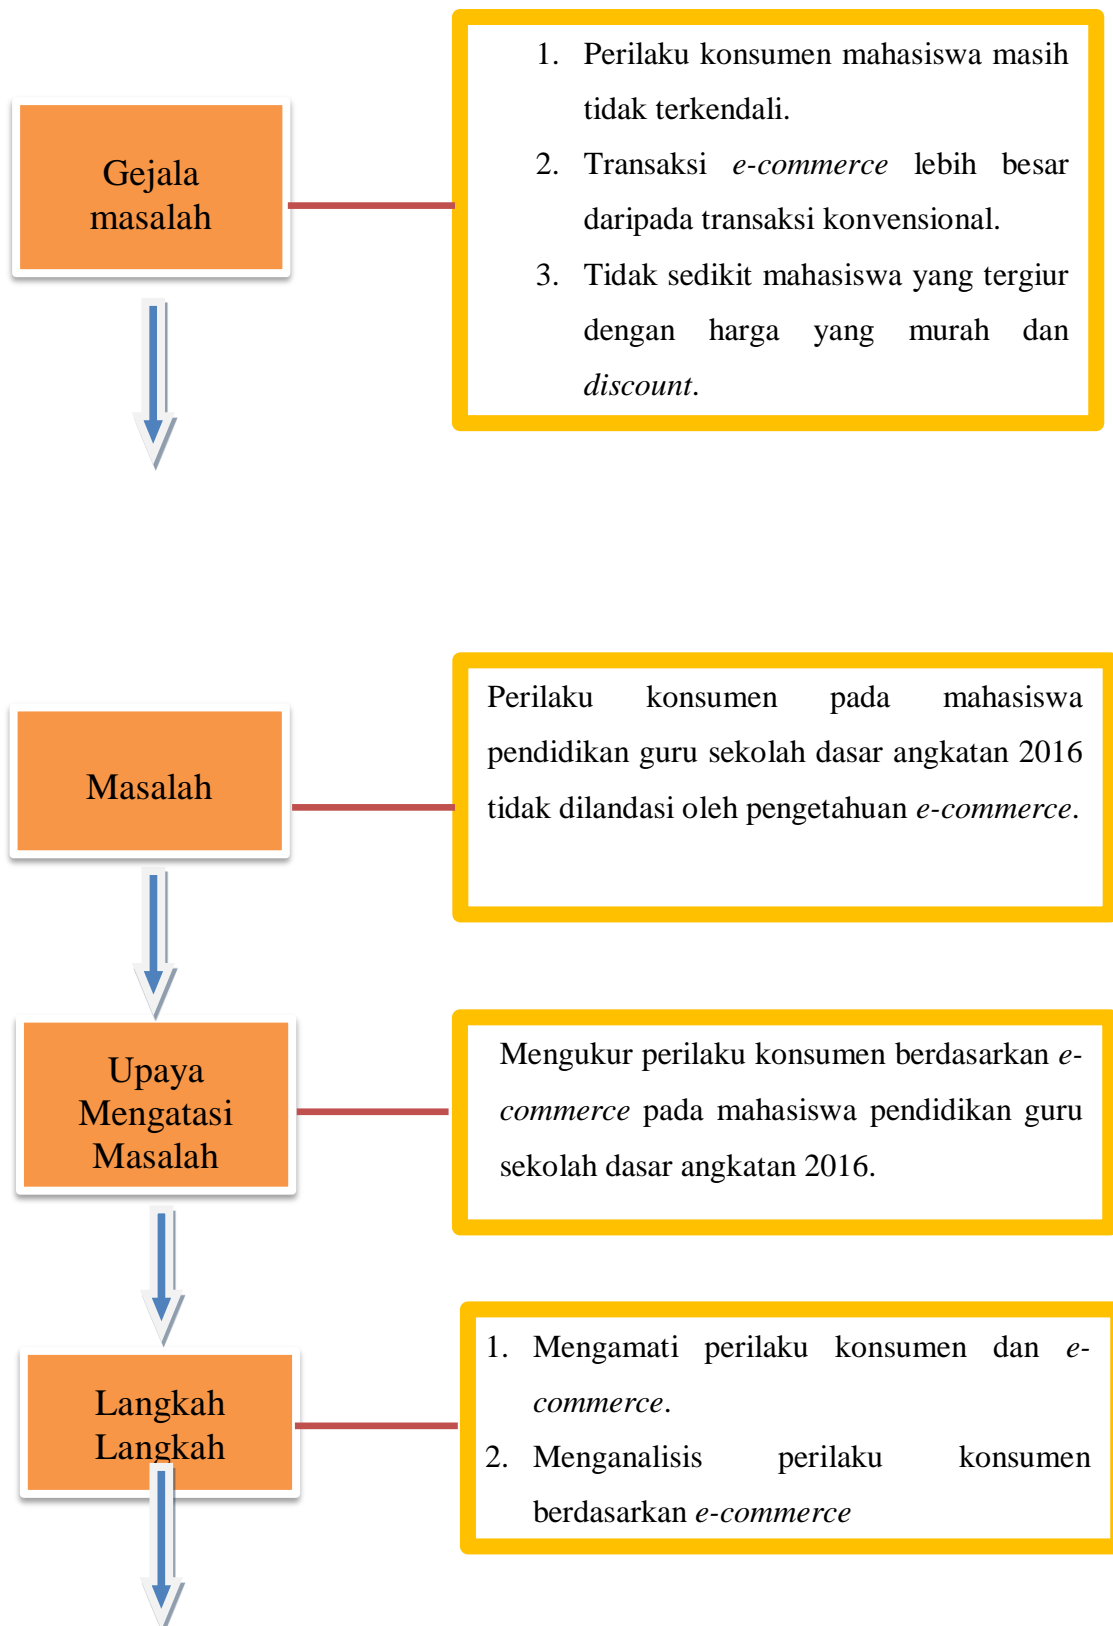 Gejala
masalah
1. Perilaku konsumen mahasiswa masih
tidak terkendali.
2. Transaksi e-commerce lebih besar
daripada transaksi konvensional.
3. Tidak sedikit mahasiswa yang tergiur
dengan harga yang murah dan
discount.
Masalah
Perilaku konsumen pada mahasiswa
pendidikan guru sekolah dasar angkatan 2016
tidak dilandasi oleh pengetahuan e-commerce.
Upaya
Mengatasi
Masalah
Mengukur perilaku konsumen berdasarkan e-
commerce pada mahasiswa pendidikan guru
sekolah dasar angkatan 2016.
Langkah
Langkah
1. Mengamati perilaku konsumen dan e-
commerce.
2. Menganalisis perilaku konsumen
berdasarkan e-commerce